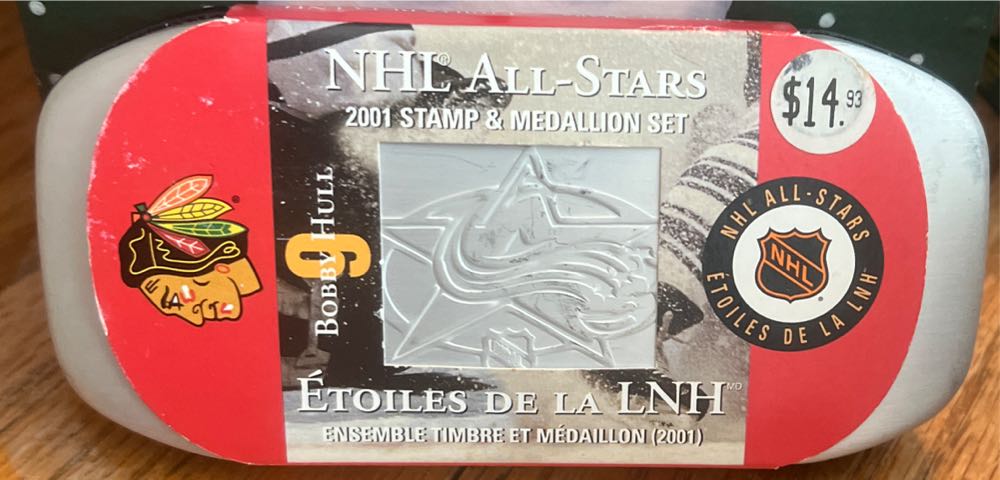 NHL® ALL-STARS
2001 STAMP & MEDALLION SET
$14.93
BOBBY HULL
9
NHL ALL-STARS
NHL
ÉTOILES DE LA LNH
ÉTOILES DE LA LNH MD
ENSEMBLE TIMBRE ET MÉDAILLON (2001)